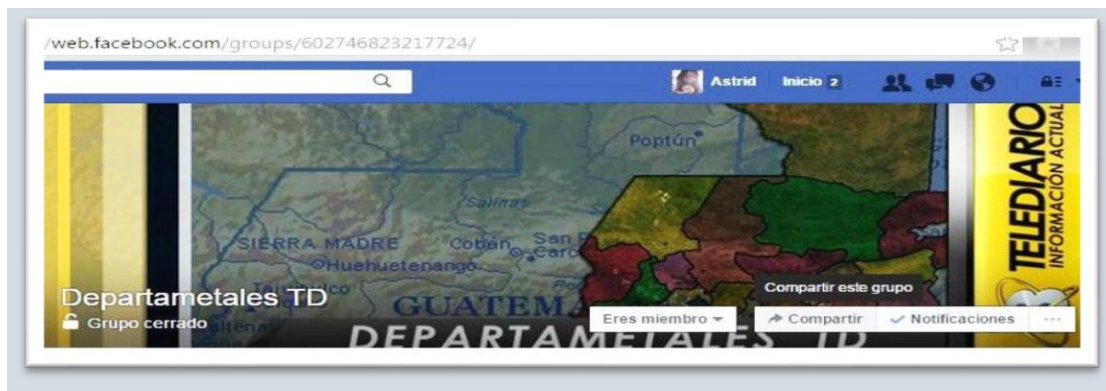 /web.facebook.com/groups/602746823217724/
Astrid
Inicio 2
Poptún
Salinas
SIERRA MADRE
Cobán
San
Huehuetenango
GUATEM
TELEDIARIO
INFORMACIÓN ACTUAL
Compartir este grupo
Departametales TD
Grupo cerrado
Eres miembro
Compartir
Notificaciones
...
DEPARTAMETALES TD